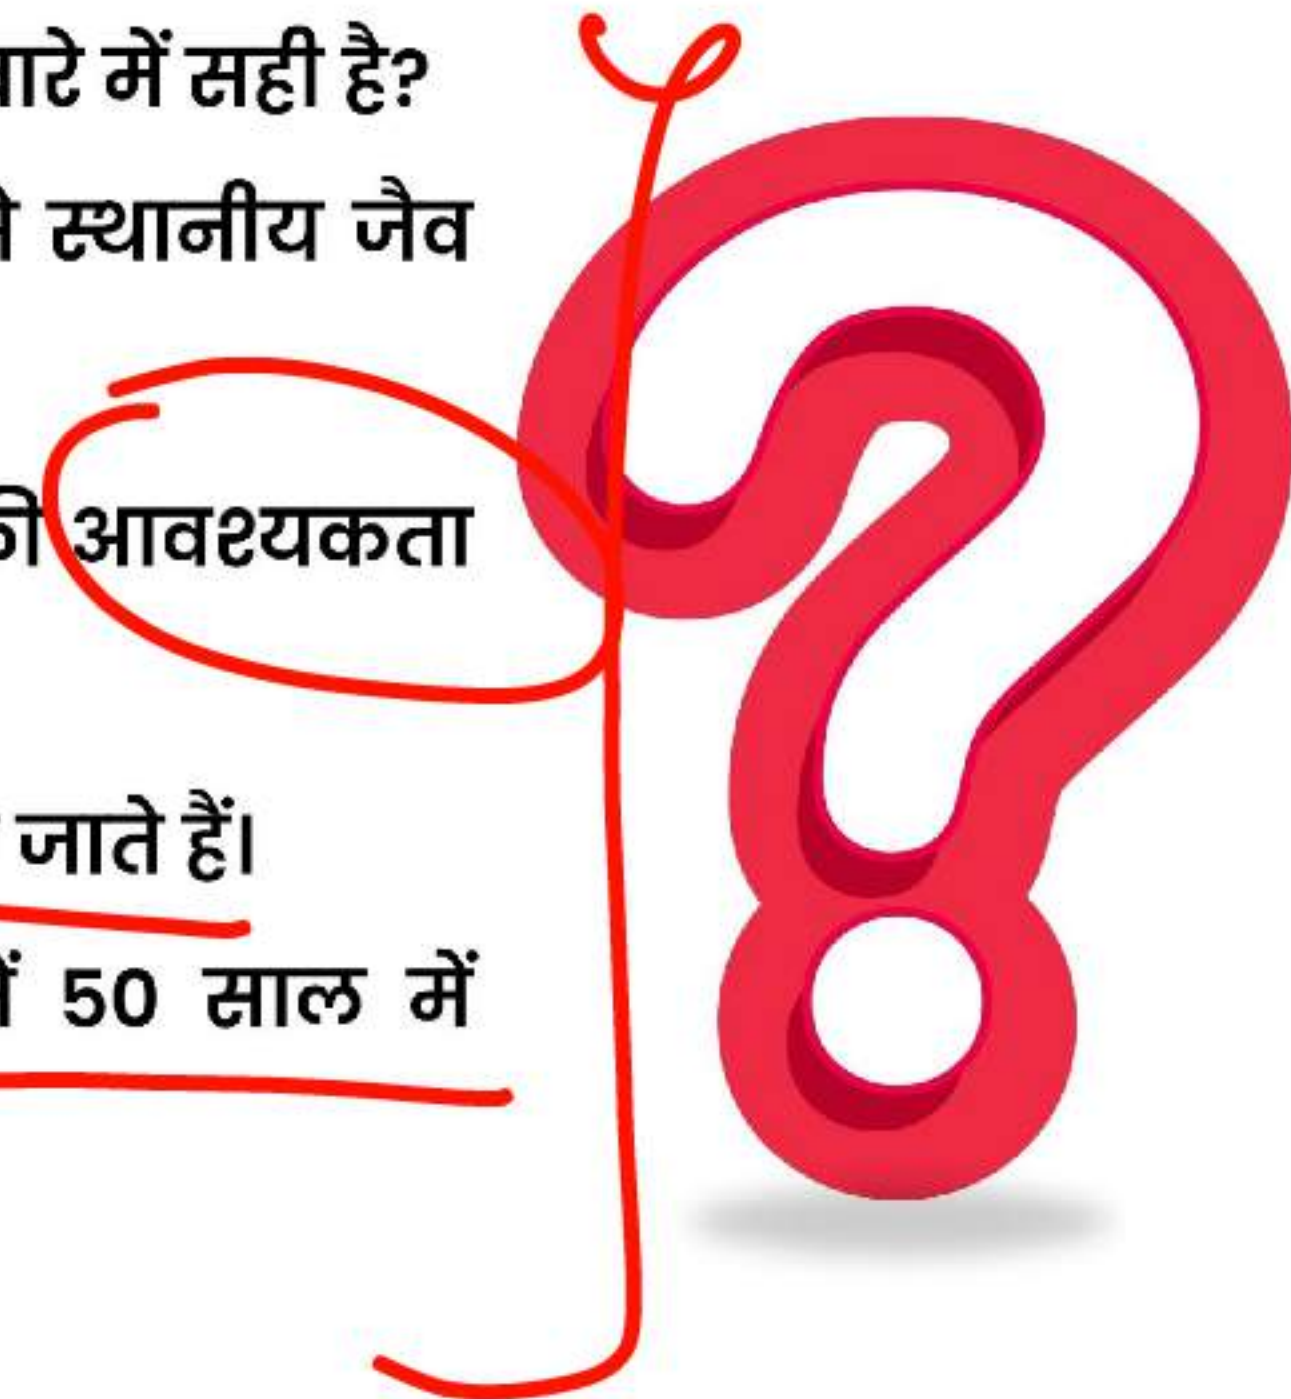 में सही है?
स्थानीय जैव
की आवश्यकता
जाते हैं।
50 साल में